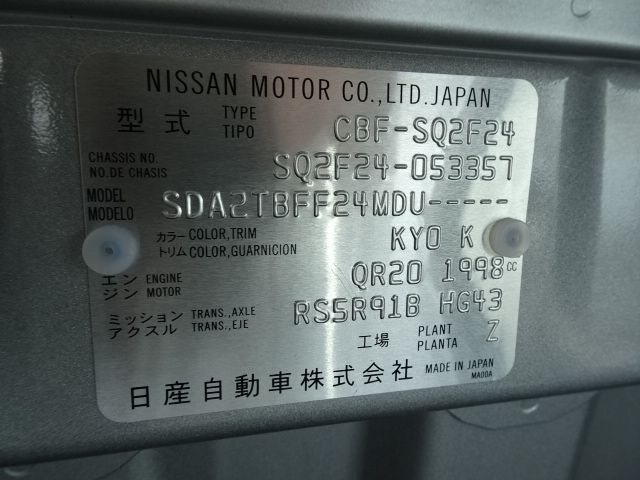 NISSAN MOTOR CO.,LTD.JAPAN
型式 TYPE TIPO CBF-SQ2F24
CHASSIS NO. NO.DE CHASIS SQ2F24-053357
MODEL MODELO SDA2TBFF24MDU-----
カラー COLOR,TRIM トリム COLOR,GUARNICION KYO K
エンジン ENGINE MOTOR QR20 1998 CC
ミッション TRANS.,AXLE アクスル TRANS.,EJE RS5R91B HG43
工場 PLANT PLANTA Z
日産自動車株式会社 MADE IN JAPAN
MA00A